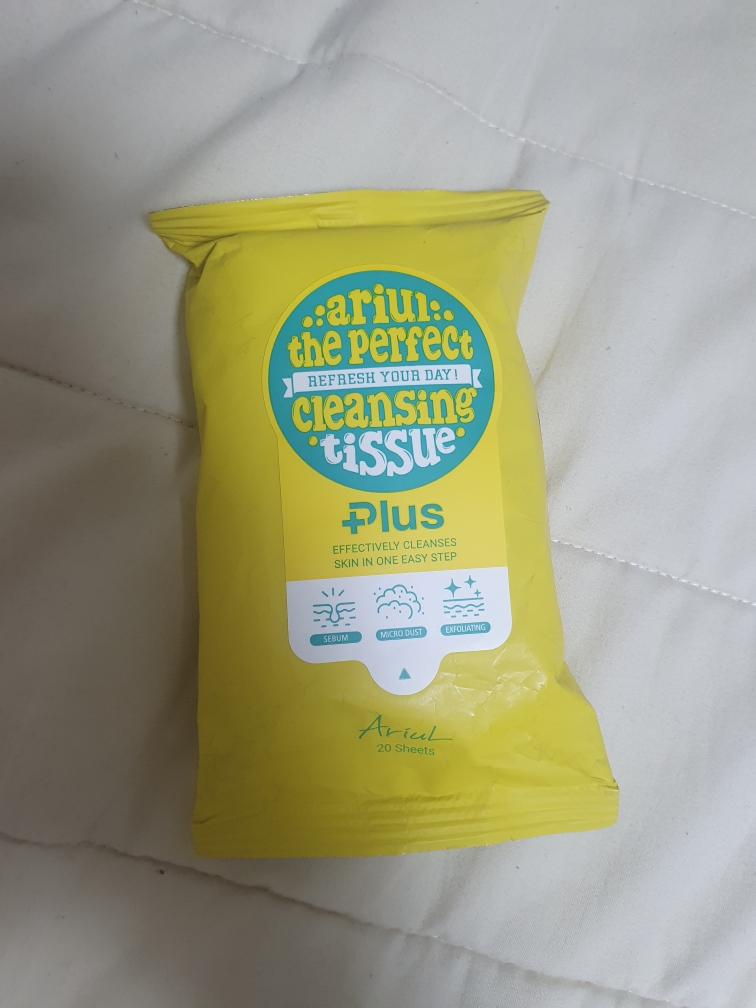 ariul
the perfect
REFRESH YOUR DAY!
cleansing
tissue
Plus
EFFECTIVELY CLEANSES
SKIN IN ONE EASY STEP
SEBUM MICRO DUST EXFOLIATING
Ariul
20 Sheets